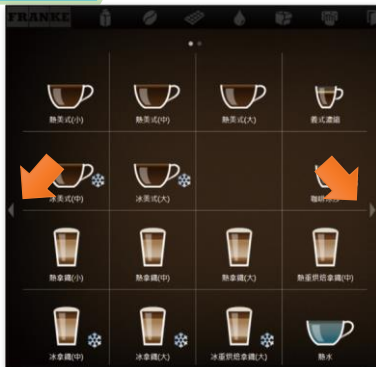 FRANKE
熱美式(小) 熱美式(中) 熱美式(大) 義式濃縮
冰美式(中) 冰美式(大)
熱拿鐵(小) 熱拿鐵(中) 熱拿鐵(大) 熱重烘焙拿鐵(中)
冰拿鐵(中) 冰拿鐵(大) 冰重烘焙拿鐵(大) 熱水